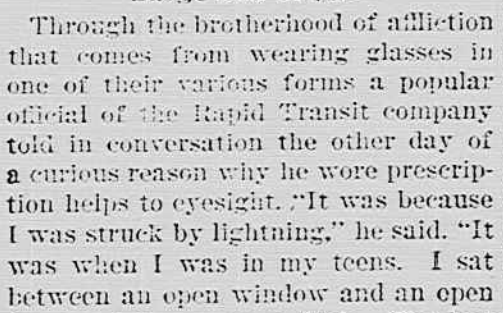 Through the brotherhood of affliction
that comes from wearing glasses in
one of their various forms a popular
official of the Rapid Transit company
told in conversation the other day of
a curious reason why he wore prescrip-
tion helps to eyesight. "It was because
I was struck by lightning," he said. "It
was when I was in my teens. I sat
between an open window and an open